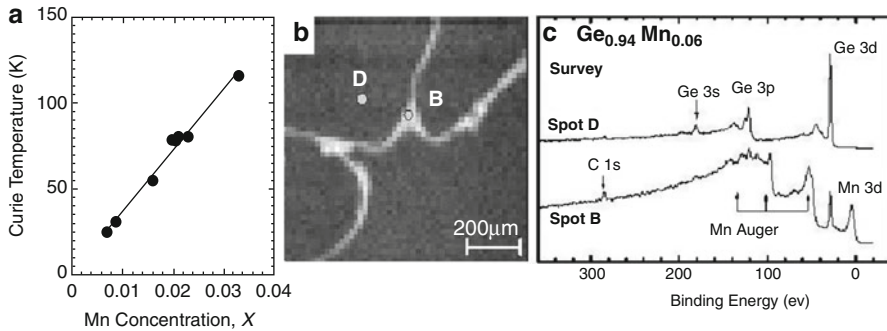 a
Curie Temperature (K)
150
100
50
0
0 0.01 0.02 0.03 0.04
Mn Concentration, X
b
D
B
200μm
c Ge0.94 Mn0.06
Survey
Ge 3d
Ge 3s
Ge 3p
Spot D
C 1s
Mn 3d
Spot B
Mn Auger
300 200 100 0
Binding Energy (ev)